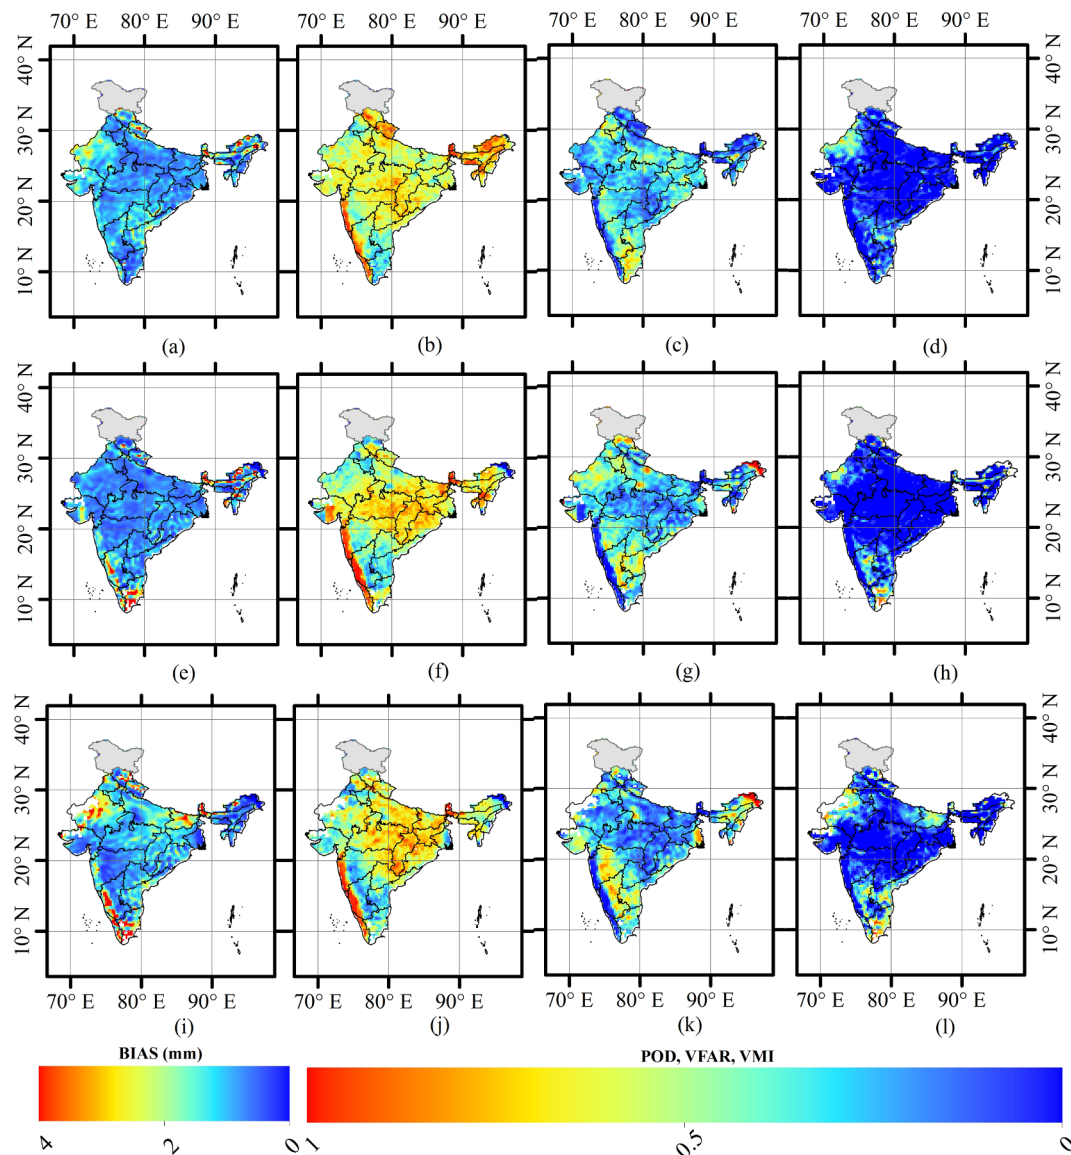 70° E 80° E 90° E 70° E 80° E 90° E 70° E 80° E 90° E 70° E 80° E 90° E
40° N 40° N
30° N 30° N
20° N 20° N
10° N 10° N
(a) (b) (c) (d)
40° N 40° N
30° N 30° N
20° N 20° N
10° N 10° N
(e) (f) (g) (h)
40° N 40° N
30° N 30° N
20° N 20° N
10° N 10° N
70° E 80° E 90° E 70° E 80° E 90° E 70° E 80° E 90° E 70° E 80° E 90° E
(i) (j) (k) (l)
BIAS (mm) POD, VFAR, VMI
4 2 0 1 0.5 0